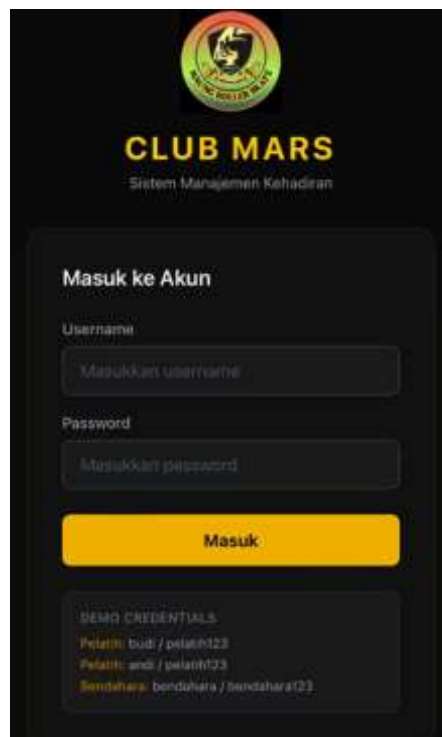 CLUB MARS
Sistem Manajemen Kehadiran
Masuk ke Akun
Username
Masukkan username
Password
Masukkan password
Masuk
DEMO CREDENTIALS
Pelatih: budi / pelatih123
Pelatih: andi / pelatih123
Bendahara: bendahara / bendahara123